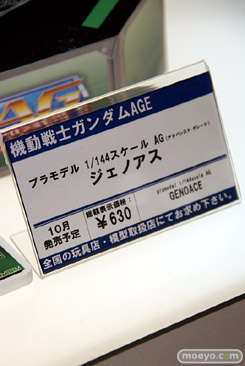 AG
機動戦士ガンダムAGE
プラモデル 1/144スケール AG(アドバンスド グレード)
ジェノアス
plamodel 1/144scale AG
GENOACE
10月
発売予定
総額表示価格:
¥630
全国の玩具店・模型取扱店にてお求め下さい。
moeyo.com